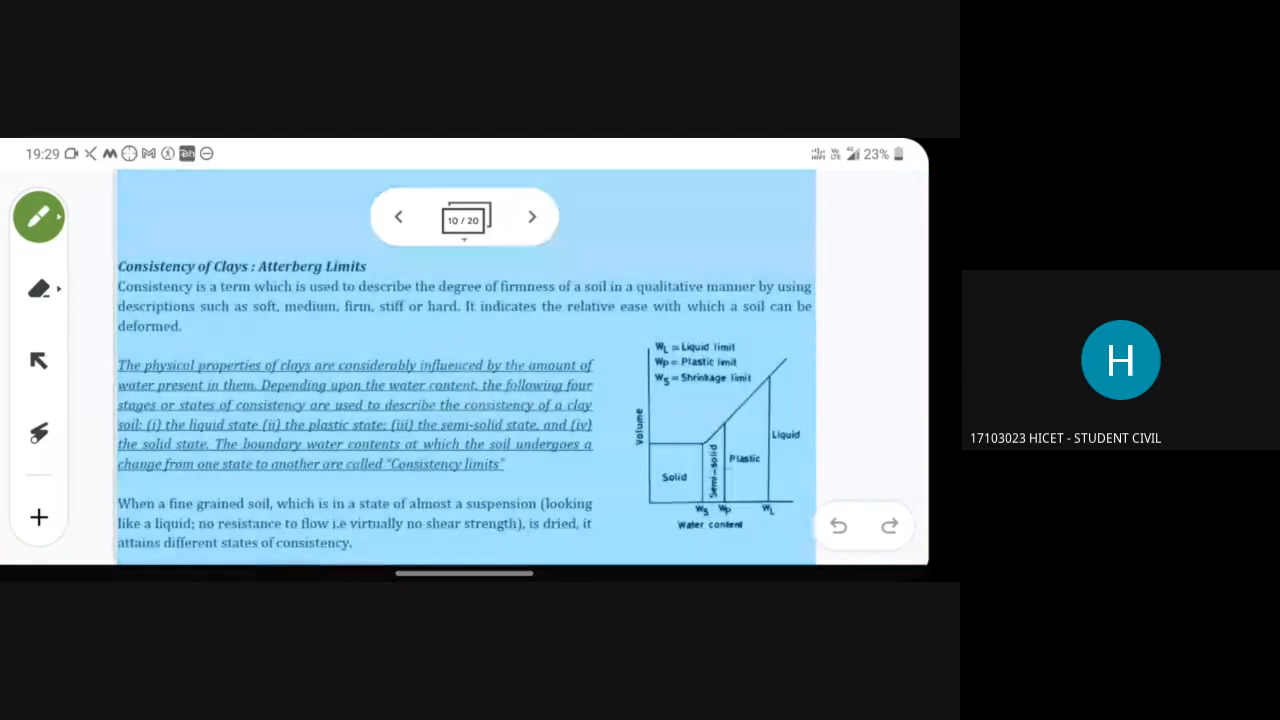 19:29
23%
10 / 20
Consistency of Clays : Atterberg Limits
Consistency is a term which is used to describe the degree of firmness of a soil in a qualitative manner by using
descriptions such as soft, medium, firm, stiff or hard. It indicates the relative ease with which a soil can be
deformed.
The physical properties of clays are considerably influenced by the amount of
water present in them. Depending upon the water content, the following four
stages or states of consistency are used to describe the consistency of a clay
soil: (i) the liquid state (ii) the plastic state; (iii) the semi-solid state, and (iv)
the solid state. The boundary water contents at which the soil undergoes a
change from one state to another are called "Consistency limits"
When a fine grained soil, which is in a state of almost a suspension (looking
like a liquid; no resistance to flow i.e virtually no shear strength), is dried, it
attains different states of consistency.
WL = Liquid limit
WP = Plastic limit
WS = Shrinkage limit
Volume
Solid
Semi-solid
Plastic
Liquid
WS WP WL
Water content
H
17103023 HICET - STUDENT CIVIL